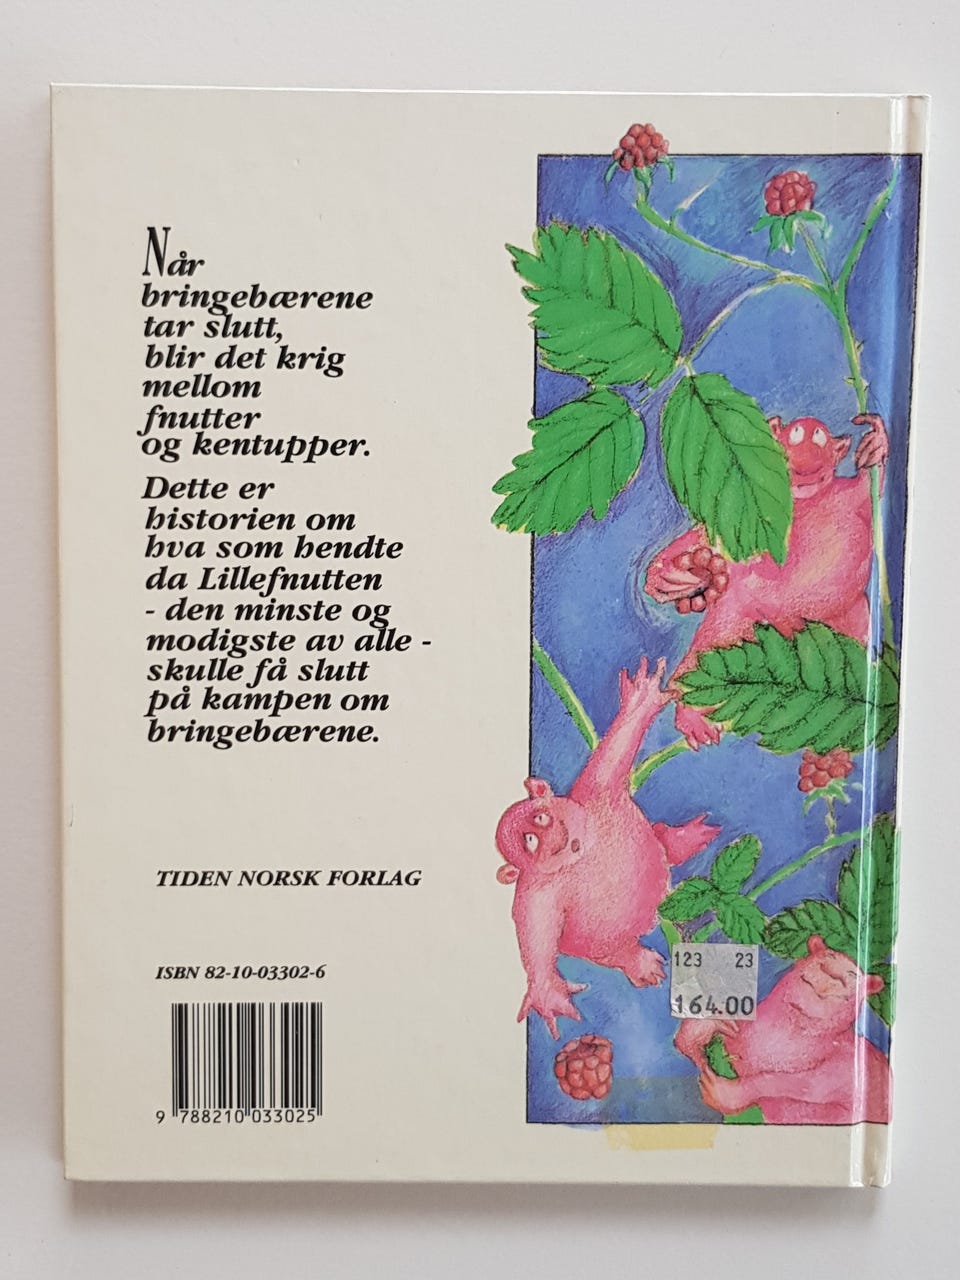 Når
bringebærene
tar slutt,
blir det krig
mellom
fnutter
og kentupper.
Dette er
historien om
hva som hendte
da Lillefnutten
- den minste og
modigste av alle -
skulle få slutt
på kampen om
bringebærene.
TIDEN NORSK FORLAG
ISBN 82-10-03302-6
9 788210 033025
123 23
164.00